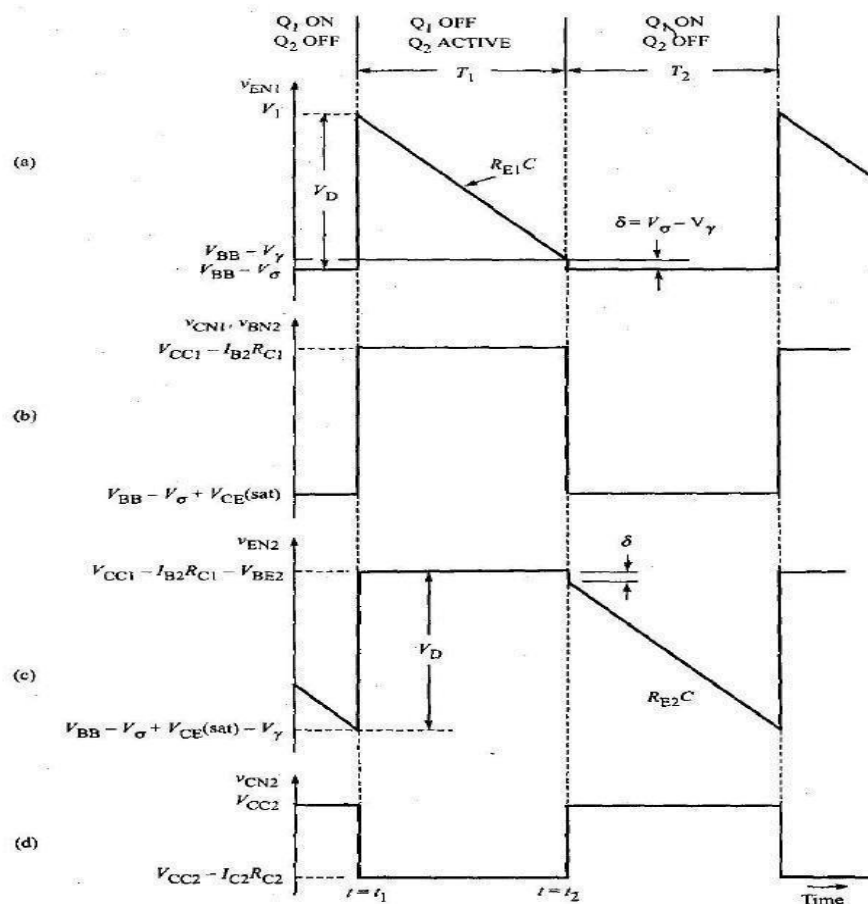 Q₁ ON Q₁ OFF Q₁ ON
Q₂ OFF Q₂ ACTIVE Q₂ OFF
T₁ T₂
vEN1
V₁
(a)
RE1C
VD
δ = Vσ − Vγ
VBB − Vγ
VBB − Vσ
vCN1, vBN2
VCC1 − IB2RC1
(b)
VBB − Vσ + VCE(sat)
vEN2
δ
VCC1 − IB2RC1 − VBE2
VD
(c)
RE2C
VBB − Vσ + VCE(sat) − Vγ
vCN2
VCC2
(d)
VCC2 − IC2RC2
t = t₁ t = t₂ Time